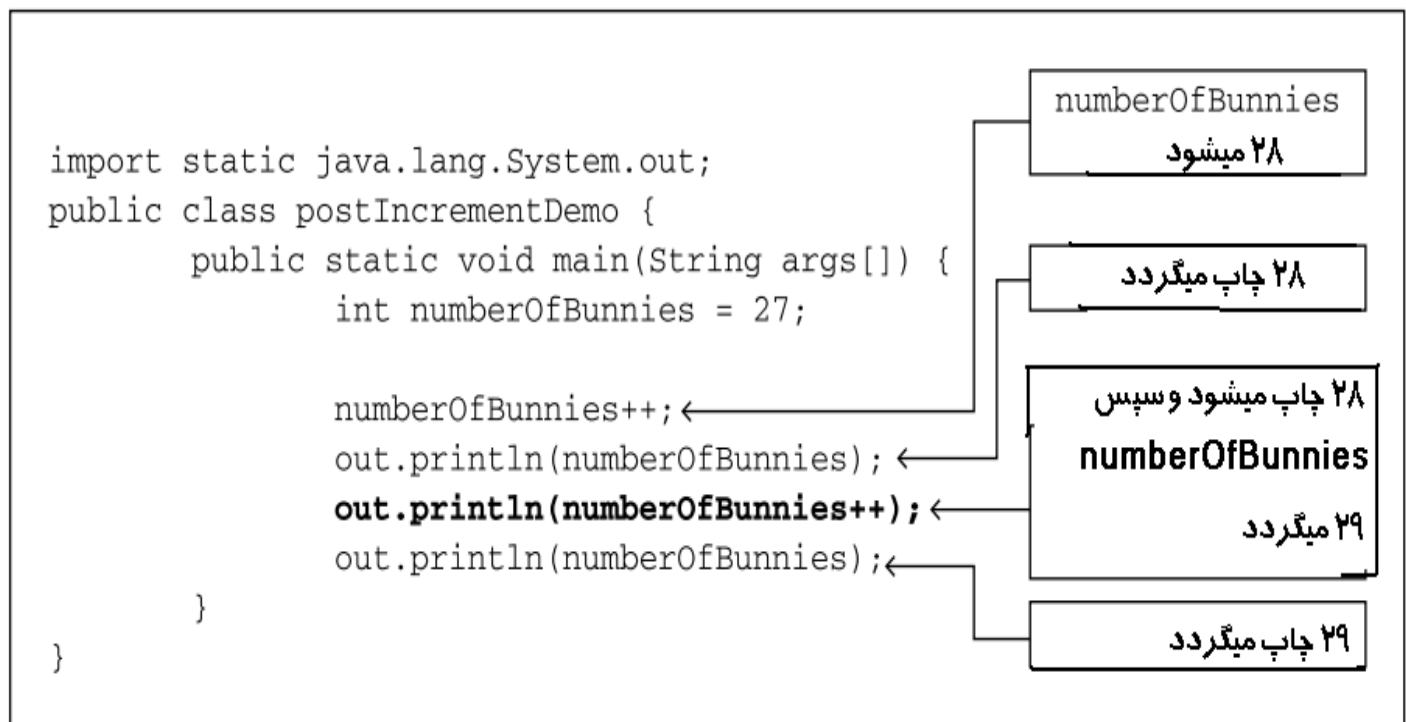 import static java.lang.System.out;
public class postIncrementDemo {
public static void main(String args[]) {
int numberOfBunnies = 27;
numberOfBunnies++;
out.println(numberOfBunnies);
out.println(numberOfBunnies++);
out.println(numberOfBunnies);
}
}
numberOfBunnies
۲۸ میشود
۲۸ چاپ میگردد
۲۸ چاپ میشود و سپس
numberOfBunnies
۲۹ میگردد
۲۹ چاپ میگردد